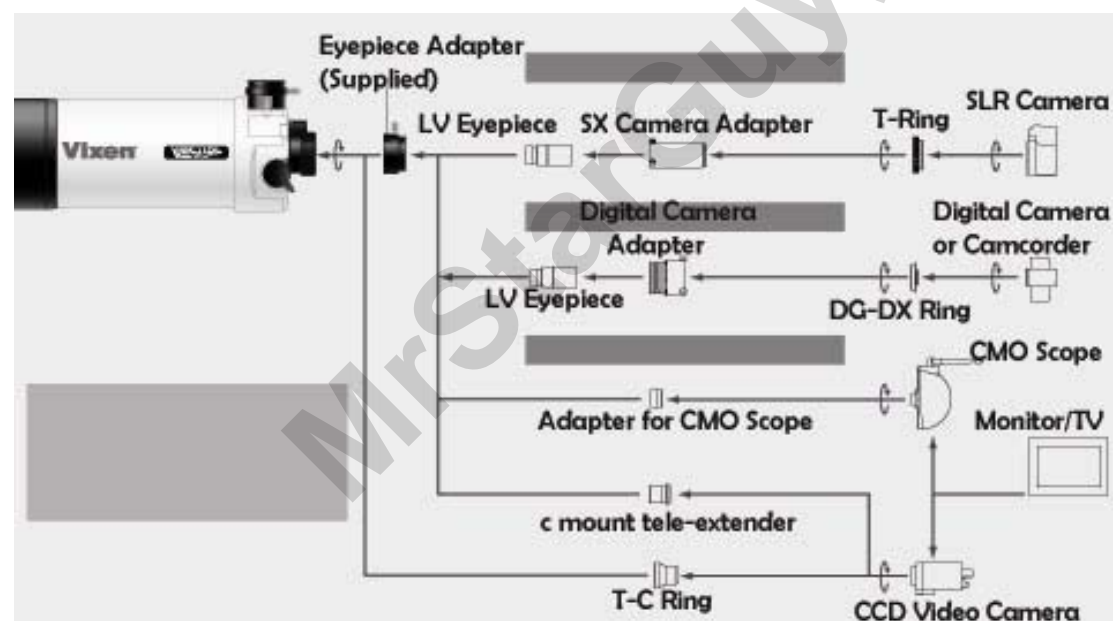 Eyepiece Adapter
(Supplied)
LV Eyepiece
SX Camera Adapter
T-Ring
SLR Camera
Vixen
Digital Camera
Adapter
Digital Camera
or Camcorder
LV Eyepiece
DG-DX Ring
CMO Scope
Adapter for CMO Scope
Monitor/TV
c mount tele-extender
T-C Ring
CCD Video Camera
MrStarGuy